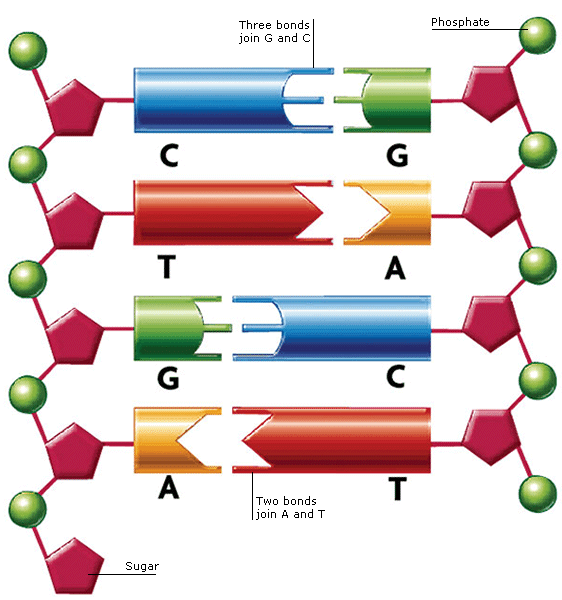 Three bonds
join G and C
Phosphate
C
G
T
A
G
C
A
T
Two bonds
join A and T
Sugar